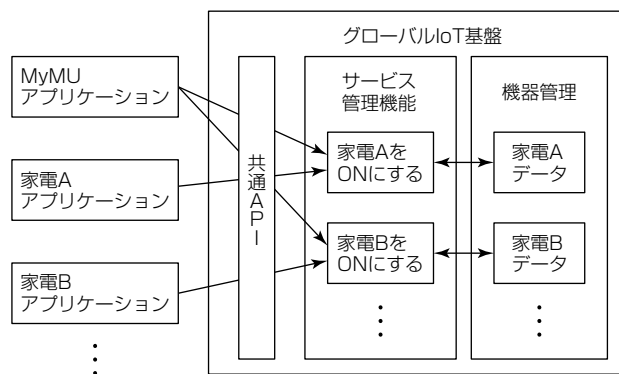 グローバルIoT基盤
MyMU
アプリケーション
家電A
アプリケーション
家電B
アプリケーション
共通API
サービス
管理機能
家電Aを
ONにする
家電Bを
ONにする
機器管理
家電A
データ
家電B
データ